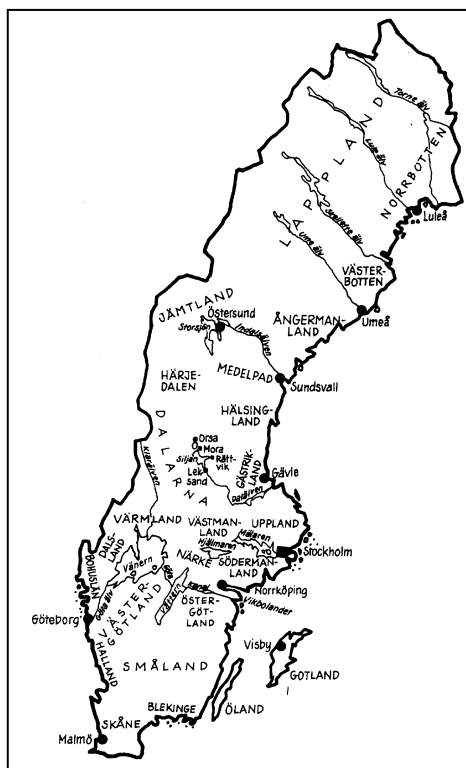 Torne älv
Lule älv
LAPPLAND
NORRBOTTEN
Luleå
Skellefte älv
Ume älv
VÄSTER-
BOTTEN
Umeå
JÄMTLAND
Östersund
Storsjön
Indalsälven
ÅNGERMAN-
LAND
MEDELPAD
Sundsvall
HÄRJE-
DALEN
HÄLSING-
LAND
DALARNA
Orsa
Mora
Siljan
Rätt-
vik
Lek-
sand
GÄSTRIK-
LAND
Gävle
Dalälven
Klarälven
VÄRMLAND
VÄSTMAN-
LAND
UPPLAND
Mälaren
Hjälmaren
Stockholm
DALS-
LAND
Vänern
NÄRKE
SÖDERMAN-
LAND
BOHUSLÄN
Göta älv
Göta
kanal
Vättern
Norrköping
Vikbolandet
VÄSTER-
GÖTLAND
ÖSTER-
GÖT-
LAND
Göteborg
HALLAND
Visby
GOTLAND
SMÅLAND
BLEKINGE
ÖLAND
SKÅNE
Malmö